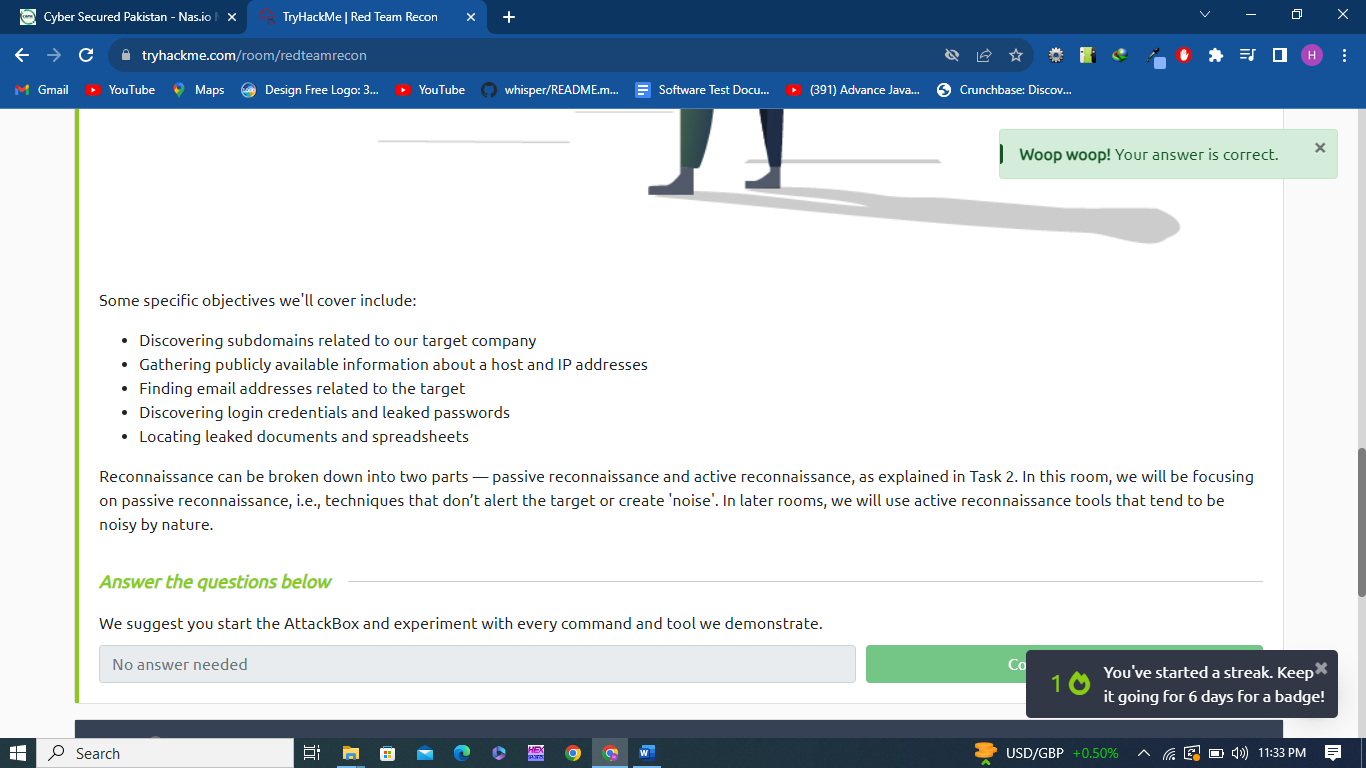 Cyber Secured Pakistan - Nas.io
TryHackMe | Red Team Recon
tryhackme.com/room/redteamrecon
H
Gmail
YouTube
Maps
Design Free Logo: 3...
YouTube
whisper/README.m...
Software Test Docu...
(391) Advance Java...
Crunchbase: Discov...
Woop woop! Your answer is correct.
Some specific objectives we'll cover include:
• Discovering subdomains related to our target company
• Gathering publicly available information about a host and IP addresses
• Finding email addresses related to the target
• Discovering login credentials and leaked passwords
• Locating leaked documents and spreadsheets
Reconnaissance can be broken down into two parts — passive reconnaissance and active reconnaissance, as explained in Task 2. In this room, we will be focusing
on passive reconnaissance, i.e., techniques that don’t alert the target or create 'noise'. In later rooms, we will use active reconnaissance tools that tend to be
noisy by nature.
Answer the questions below
We suggest you start the AttackBox and experiment with every command and tool we demonstrate.
No answer needed
Co
1
You've started a streak. Keep
it going for 6 days for a badge!
Search
HEX
USD/GBP +0.50%
11:33 PM